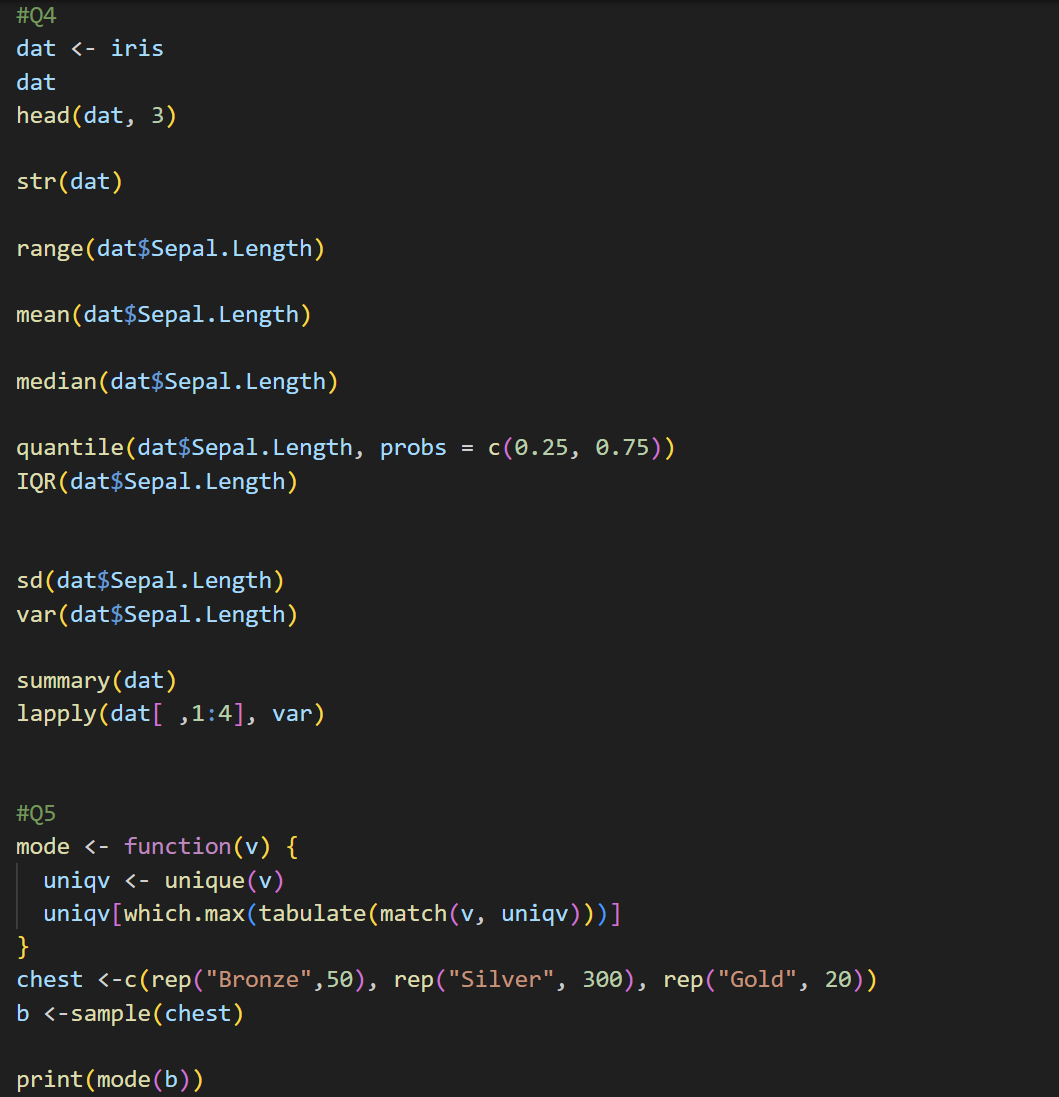 #Q4
dat <- iris
dat
head(dat, 3)
str(dat)
range(dat$Sepal.Length)
mean(dat$Sepal.Length)
median(dat$Sepal.Length)
quantile(dat$Sepal.Length, probs = c(0.25, 0.75))
IQR(dat$Sepal.Length)
sd(dat$Sepal.Length)
var(dat$Sepal.Length)
summary(dat)
lapply(dat[ ,1:4], var)
#Q5
mode <- function(v) {
  uniqv <- unique(v)
  uniqv[which.max(tabulate(match(v, uniqv)))]
}
chest <-c(rep("Bronze",50), rep("Silver", 300), rep("Gold", 20))
b <-sample(chest)
print(mode(b))